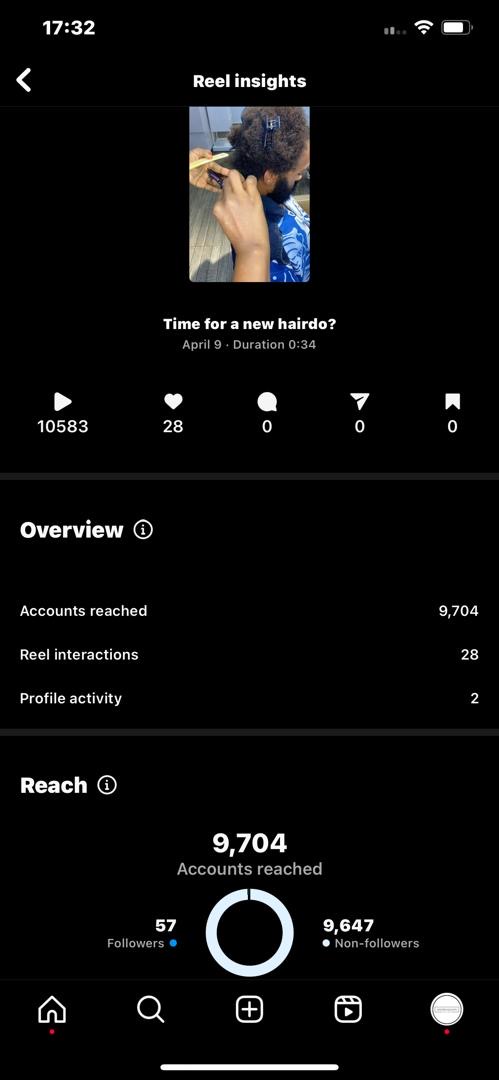 17:32
Reel insights
Time for a new hairdo?
April 9 · Duration 0:34
10583 28 0 0 0
Overview
Accounts reached 9,704
Reel interactions 28
Profile activity 2
Reach
9,704
Accounts reached
57 9,647
Followers Non-followers